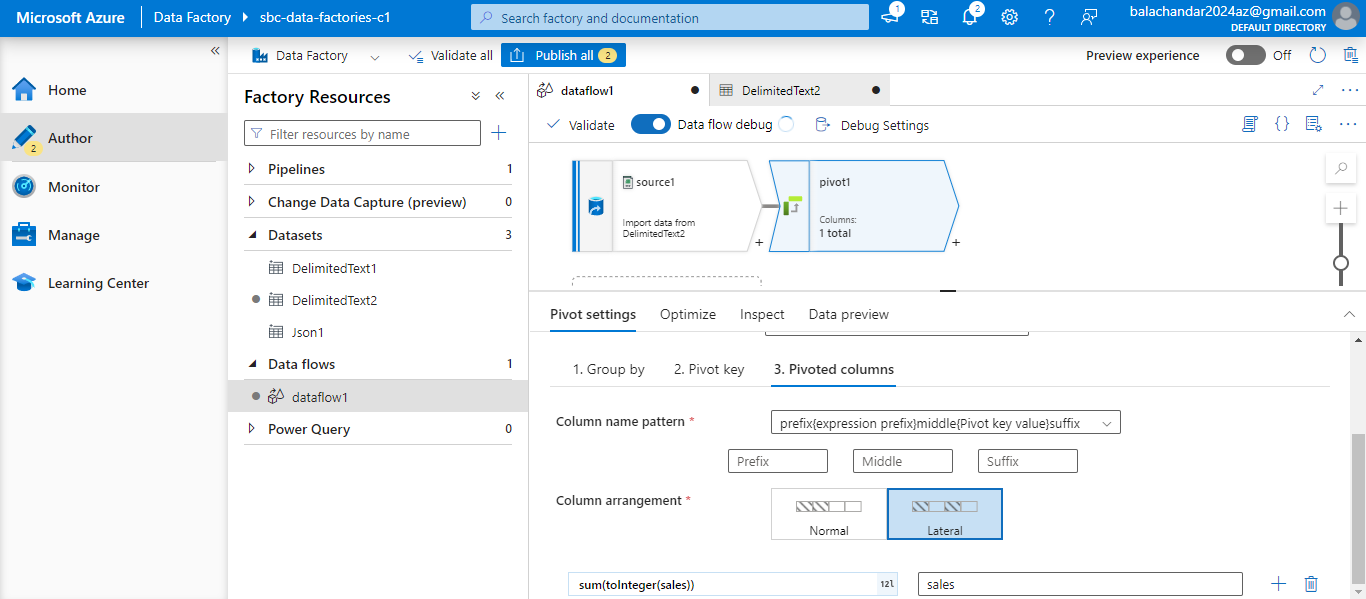 Microsoft Azure
Data Factory
sbc-data-factories-c1
Search factory and documentation
1
2
balachandar2024az@gmail.com
DEFAULT DIRECTORY
Data Factory
Validate all
Publish all
2
Preview experience
Off
Home
Author
2
Monitor
Manage
Learning Center
Factory Resources
Filter resources by name
Pipelines
1
Change Data Capture (preview)
0
Datasets
3
DelimitedText1
DelimitedText2
Json1
Data flows
1
dataflow1
Power Query
0
dataflow1
DelimitedText2
Validate
Data flow debug
Debug Settings
{}
source1
Import data from
DelimitedText2
+
pivot1
Columns:
1 total
+
Pivot settings
Optimize
Inspect
Data preview
1. Group by
2. Pivot key
3. Pivoted columns
Column name pattern *
prefix{expression prefix}middle{Pivot key value}suffix
Prefix
Middle
Suffix
Column arrangement *
Normal
Lateral
sum(toInteger(sales))
12l
sales